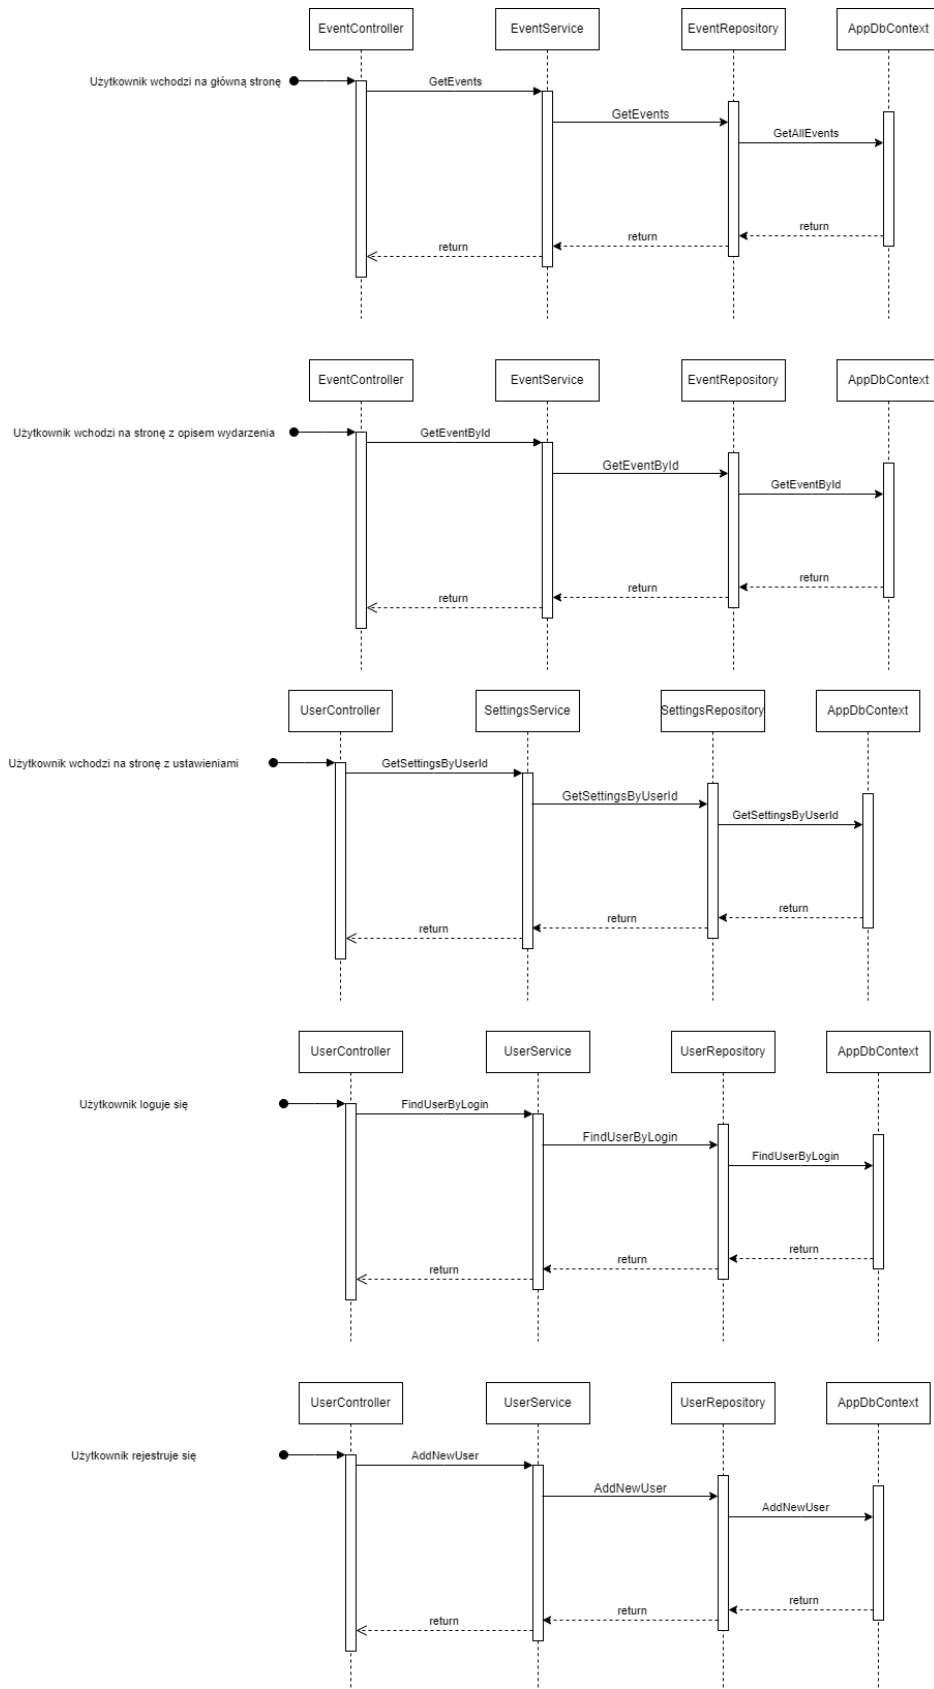 EventController
EventService
EventRepository
AppDbContext
Użytkownik wchodzi na główną stronę
GetEvents
GetEvents
GetAllEvents
return
return
return
EventController
EventService
EventRepository
AppDbContext
Użytkownik wchodzi na stronę z opisem wydarzenia
GetEventById
GetEventById
GetEventById
return
return
return
UserController
SettingsService
SettingsRepository
AppDbContext
Użytkownik wchodzi na stronę z ustawieniami
GetSettingsByUserId
GetSettingsByUserId
GetSettingsByUserId
return
return
return
UserController
UserService
UserRepository
AppDbContext
Użytkownik loguje się
FindUserByLogin
FindUserByLogin
FindUserByLogin
return
return
return
UserController
UserService
UserRepository
AppDbContext
Użytkownik rejestruje się
AddNewUser
AddNewUser
AddNewUser
return
return
return